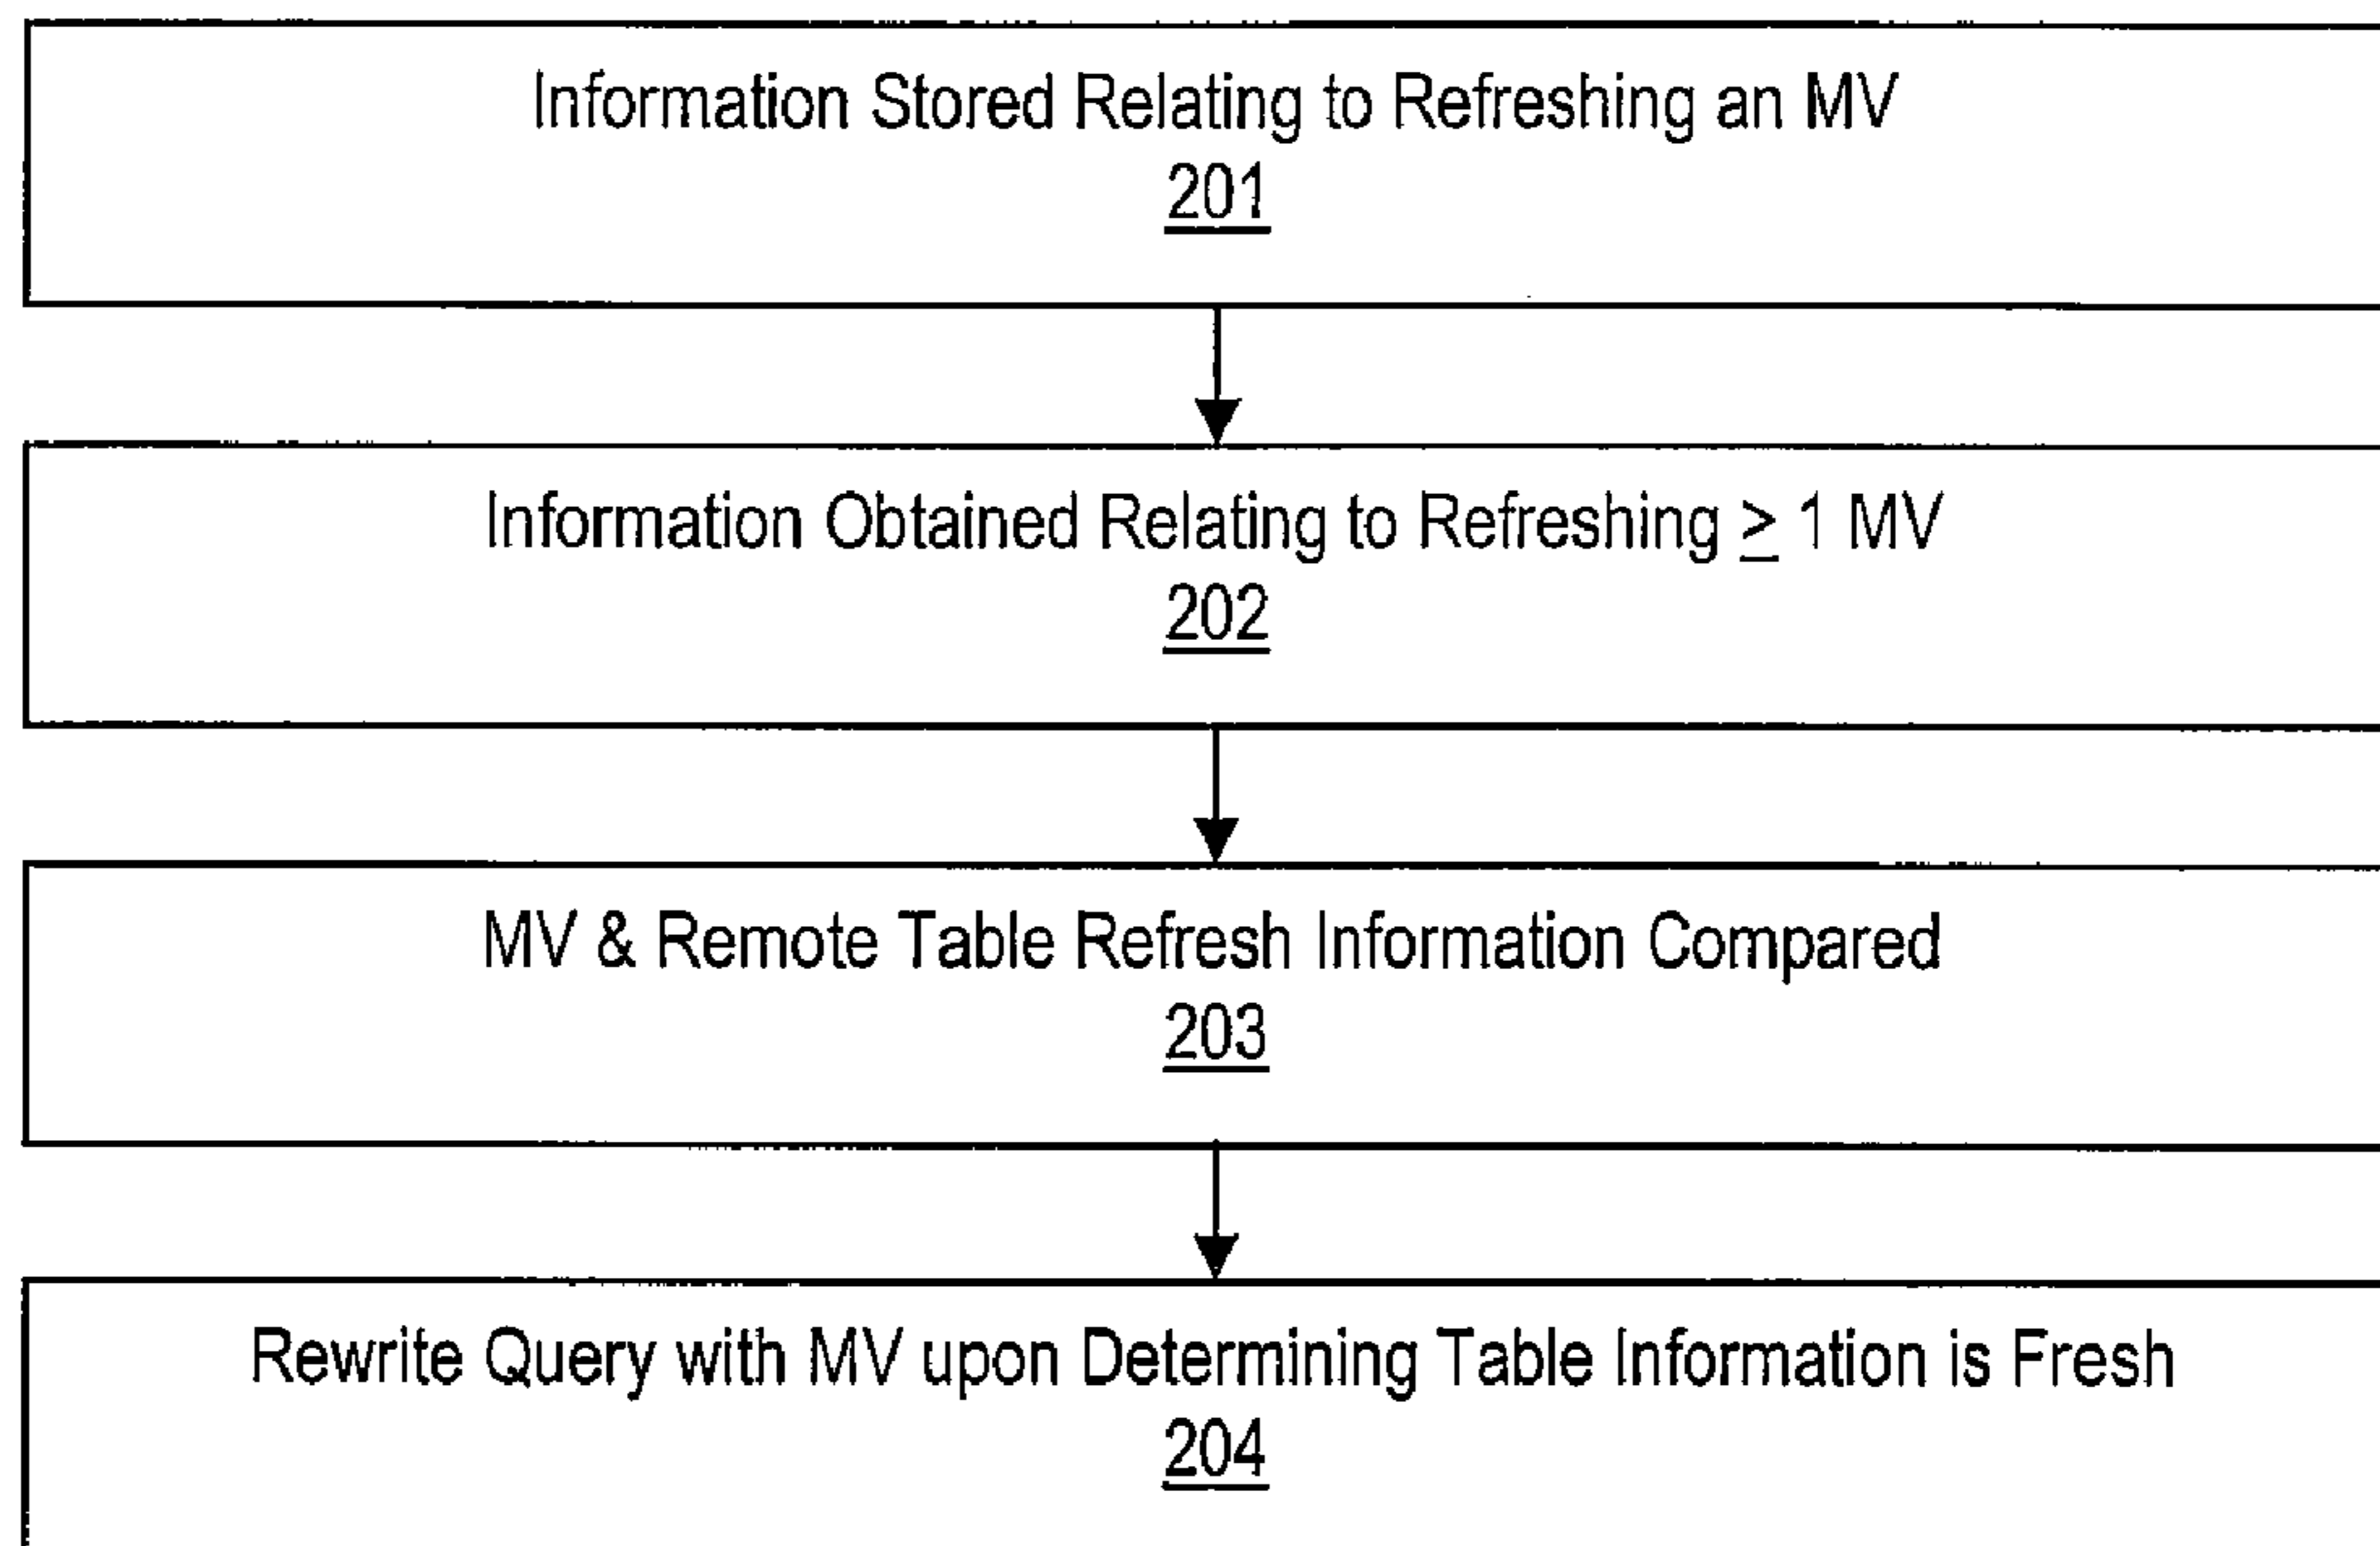 Information Stored Relating to Refreshing an MV
201
Information Obtained Relating to Refreshing ≥ 1 MV
202
MV & Remote Table Refresh Information Compared
203
Rewrite Query with MV upon Determining Table Information is Fresh
204